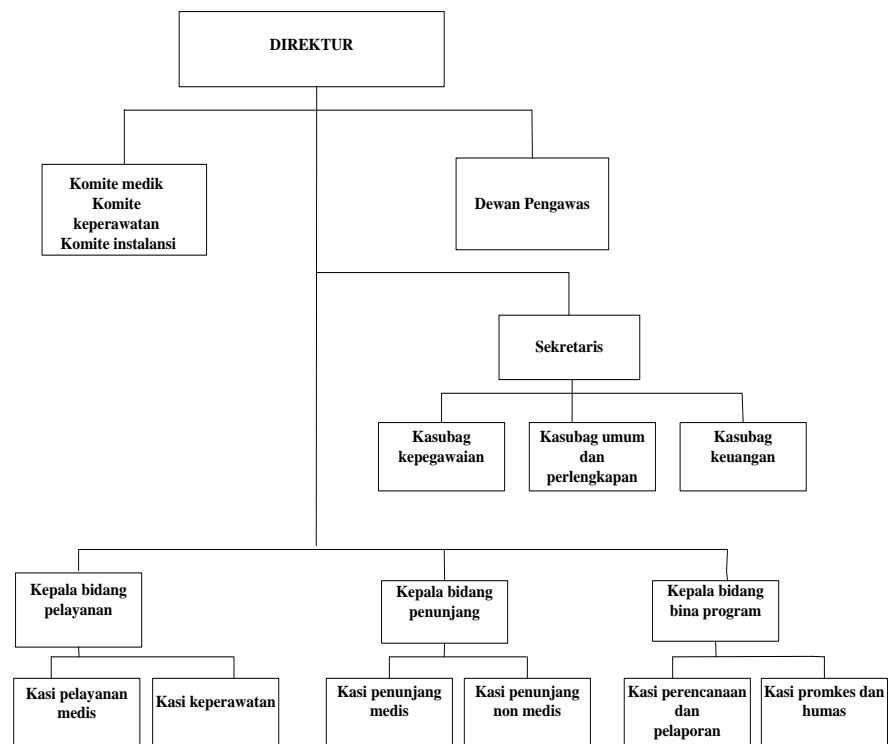 DIREKTUR
Komite medik
Komite
keperawatan
Komite instalansi
Dewan Pengawas
Sekretaris
Kasubag
kepegawaian
Kasubag umum
dan
perlengkapan
Kasubag
keuangan
Kepala bidang
pelayanan
Kepala bidang
penunjang
Kepala bidang
bina program
Kasi pelayanan
medis
Kasi keperawatan
Kasi penunjang
medis
Kasi penunjang
non medis
Kasi perencanaan
dan
pelaporan
Kasi promkes dan
humas